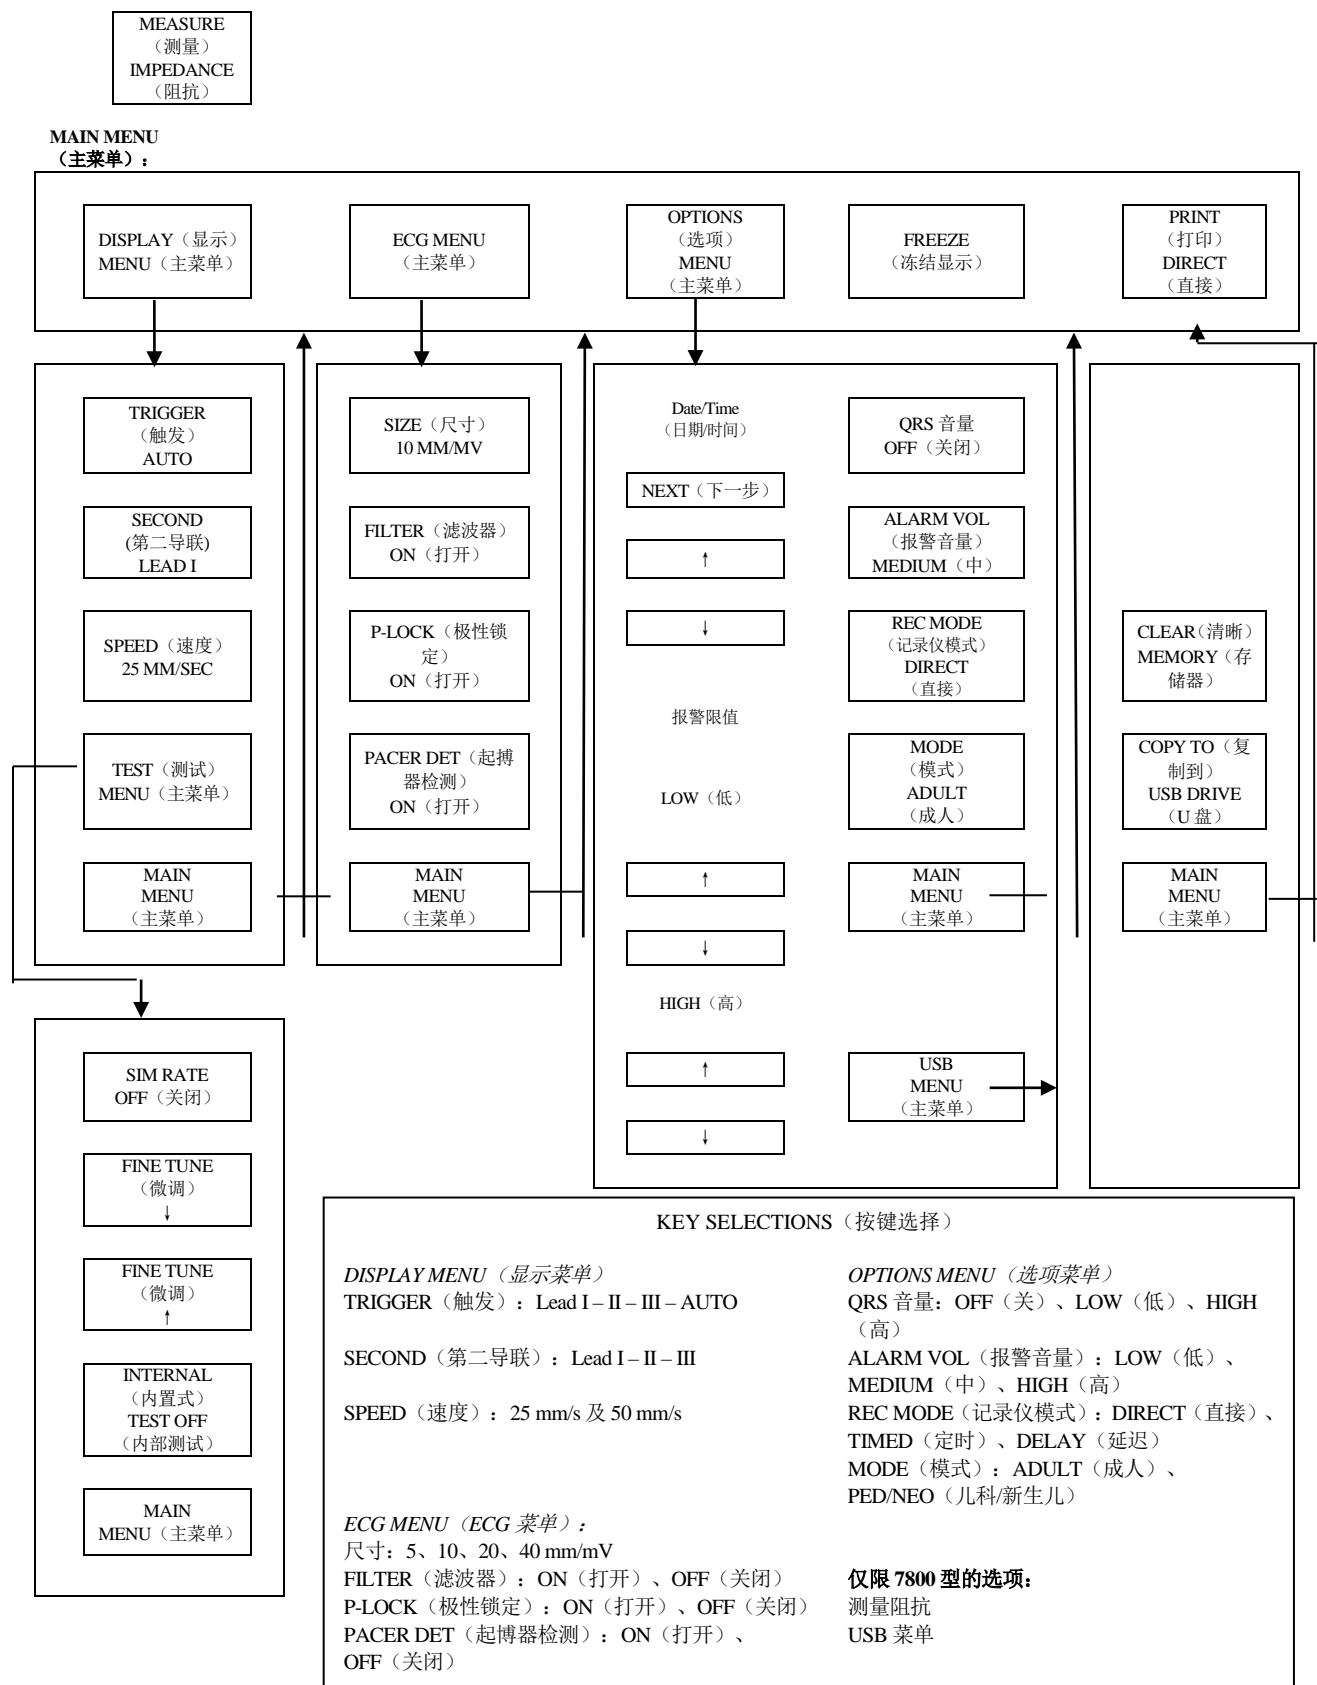 MEASURE
（测量）
IMPEDANCE
（阻抗）
MAIN MENU
（主菜单）:
DISPLAY（显示）
MENU（主菜单）
ECG MENU
（主菜单）
OPTIONS
（选项）
MENU
（主菜单）
FREEZE
（冻结显示）
PRINT
（打印）
DIRECT
（直接）
TRIGGER
（触发）
AUTO
SECOND
(第二导联)
LEAD I
SPEED（速度）
25 MM/SEC
TEST（测试）
MENU（主菜单）
MAIN
MENU
（主菜单）
SIZE（尺寸）
10 MM/MV
FILTER（滤波器）
ON（打开）
P-LOCK（极性锁
定）
ON（打开）
PACER DET（起搏
器检测）
ON（打开）
MAIN
MENU
（主菜单）
Date/Time
（日期/时间）
NEXT（下一步）
↑
↓
报警限值
LOW（低）
↑
↓
HIGH（高）
↑
↓
QRS 音量
OFF（关闭）
ALARM VOL
（报警音量）
MEDIUM（中）
REC MODE
（记录仪模式）
DIRECT
（直接）
MODE
（模式）
ADULT
（成人）
MAIN
MENU
（主菜单）
USB
MENU
（主菜单）
CLEAR（清晰）
MEMORY（存
储器）
COPY TO（复
制到）
USB DRIVE
（U 盘）
MAIN
MENU
（主菜单）
SIM RATE
OFF（关闭）
FINE TUNE
（微调）
↓
FINE TUNE
（微调）
↑
INTERNAL
（内置式）
TEST OFF
（内部测试）
MAIN
MENU（主菜单）
KEY SELECTIONS（按键选择）
DISPLAY MENU（显示菜单）
TRIGGER（触发）：Lead I – II – III – AUTO
SECOND（第二导联）：Lead I – II – III
SPEED（速度）：25 mm/s 及 50 mm/s
ECG MENU（ECG 菜单）：
尺寸：5、10、20、40 mm/mV
FILTER（滤波器）：ON（打开）、OFF（关闭）
P-LOCK（极性锁定）：ON（打开）、OFF（关闭）
PACER DET（起博器检测）：ON（打开）、
OFF（关闭）
OPTIONS MENU（选项菜单）
QRS 音量：OFF（关）、LOW（低）、HIGH
（高）
ALARM VOL（报警音量）：LOW（低）、
MEDIUM（中）、HIGH（高）
REC MODE（记录仪模式）：DIRECT（直接）、
TIMED（定时）、DELAY（延迟）
MODE（模式）：ADULT（成人）、
PED/NEO（儿科/新生儿）
仅限 7800 型的选项：
测量阻抗
USB 菜单